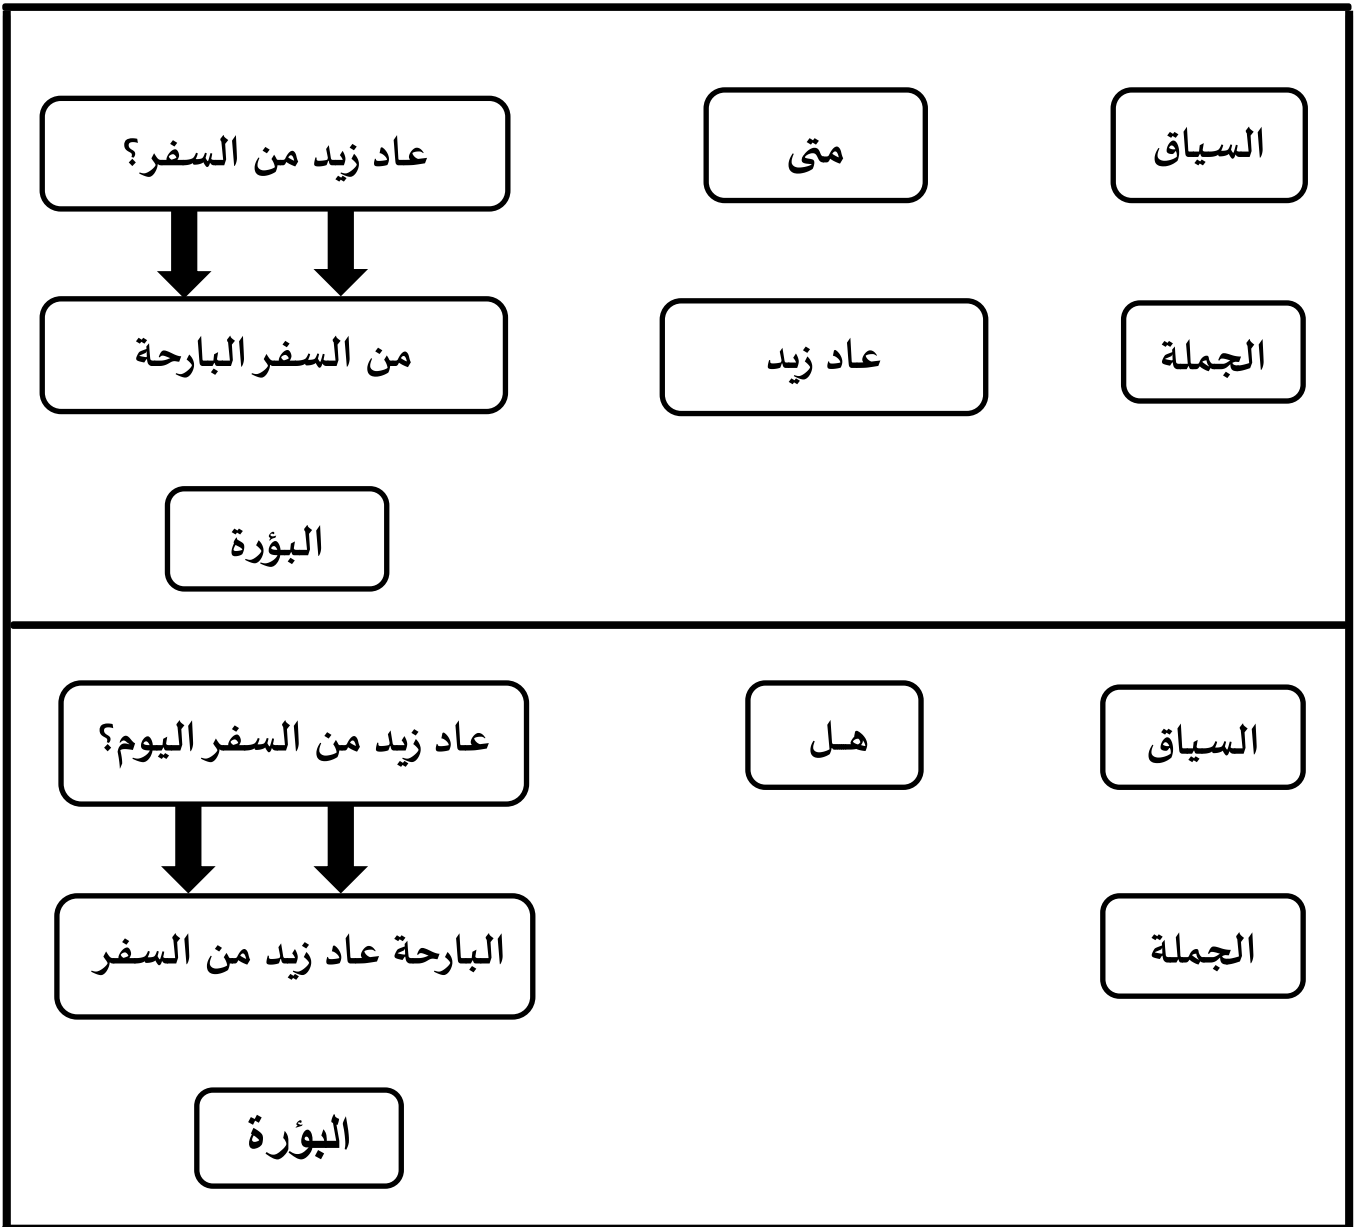 السياق
متى
عاد زيد من السفر؟
الجملة
عاد زيد
من السفر البارحة
البؤرة
السياق
هل
عاد زيد من السفر اليوم؟
الجملة
البارحة عاد زيد من السفر
البؤرة